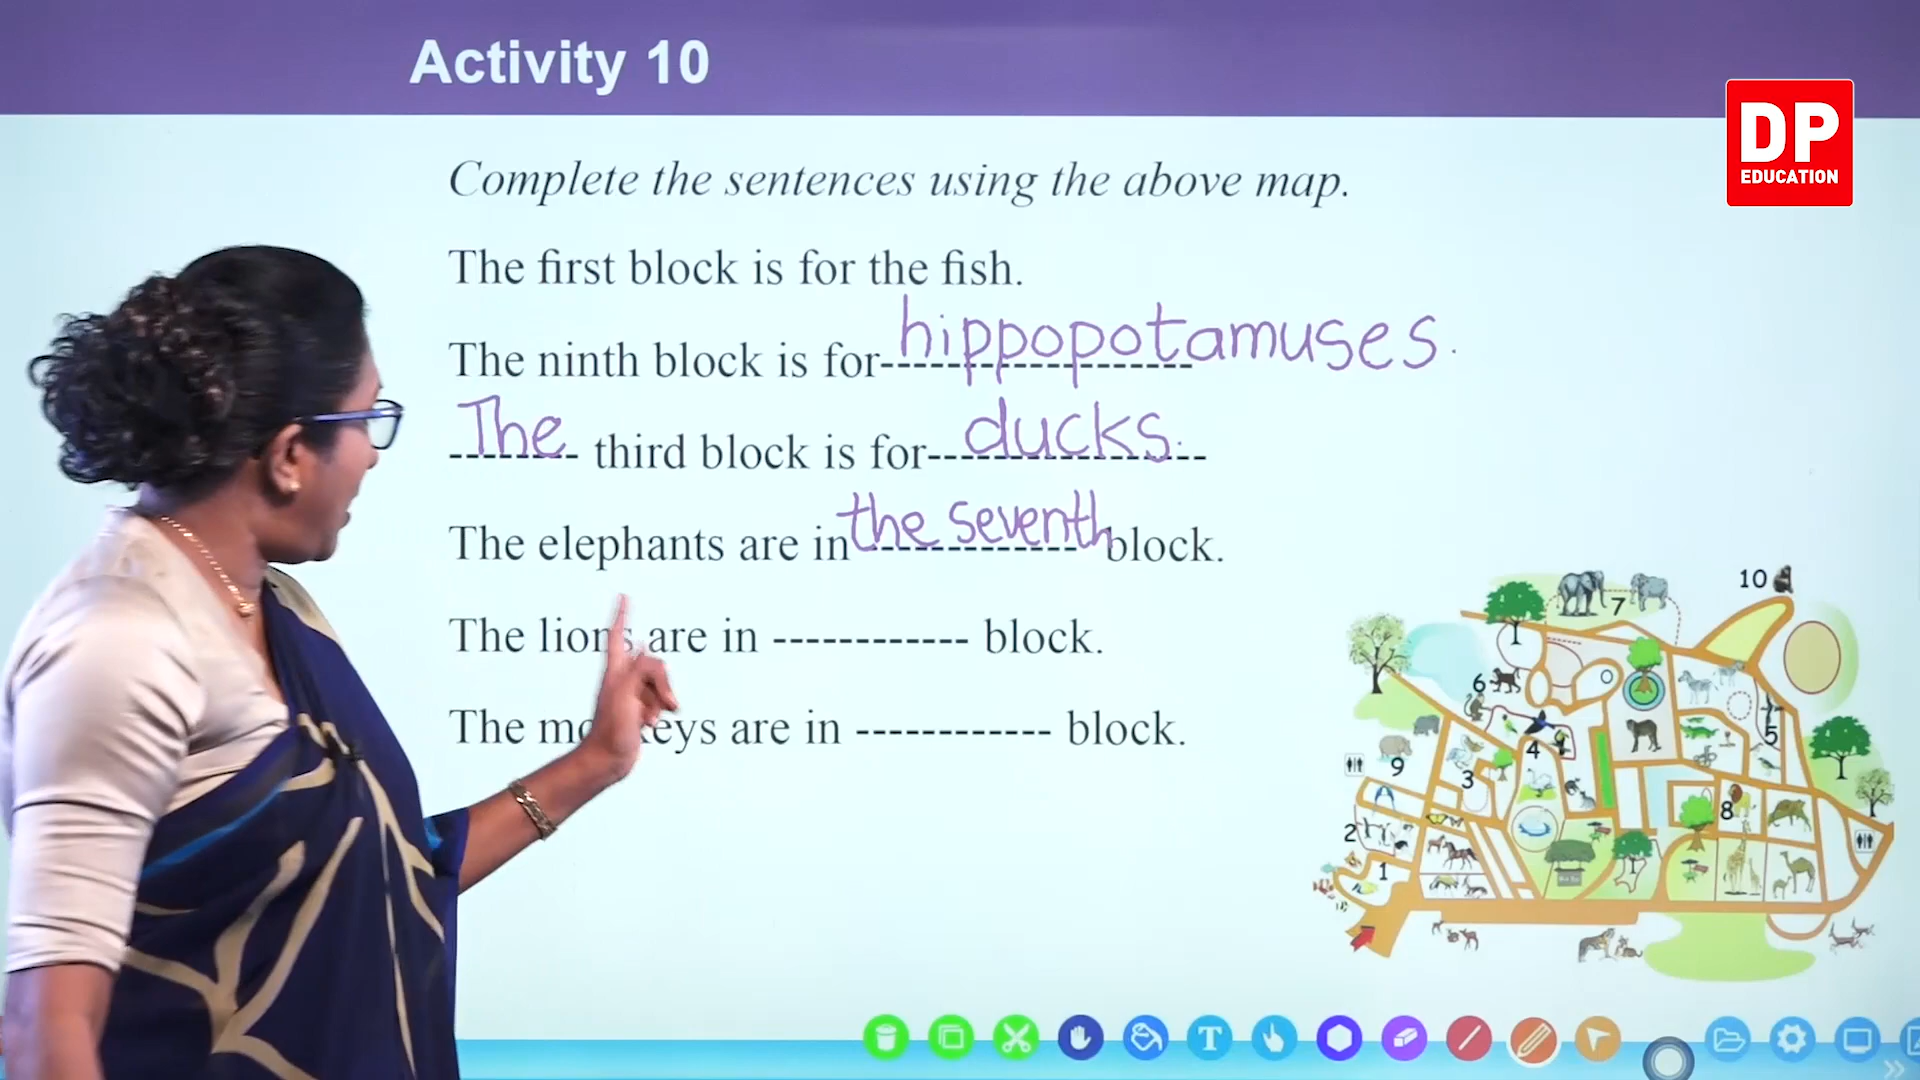 Activity 10
DP
EDUCATION
Complete the sentences using the above map.
The first block is for the fish.
The ninth block is for------------------- hippopotamuses.
The third block is for----------------- ducks.
The elephants are in the seventh block.
The lions are in ------------ block.
The monkeys are in ------------ block.
10
7
6
5
4
9
3
8
2
1
T